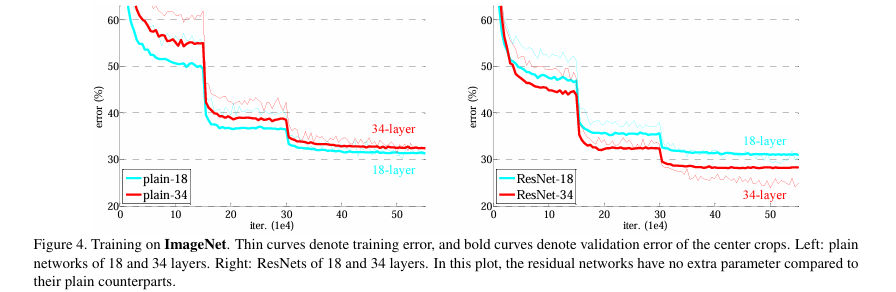 60
50
40
30
20
error (%)
0 10 20 30 40 50
iter. (1e4)
34-layer
18-layer
plain-18
plain-34
60
50
40
30
20
error (%)
0 10 20 30 40 50
iter. (1e4)
18-layer
34-layer
ResNet-18
ResNet-34
Figure 4. Training on ImageNet. Thin curves denote training error, and bold curves denote validation error of the center crops. Left: plain
networks of 18 and 34 layers. Right: ResNets of 18 and 34 layers. In this plot, the residual networks have no extra parameter compared to
their plain counterparts.